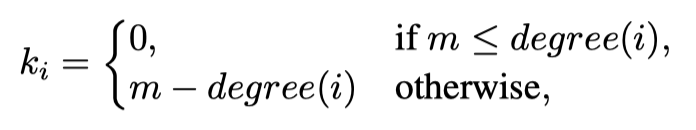 k_i = { 0, if m ≤ degree(i),
m − degree(i) otherwise,